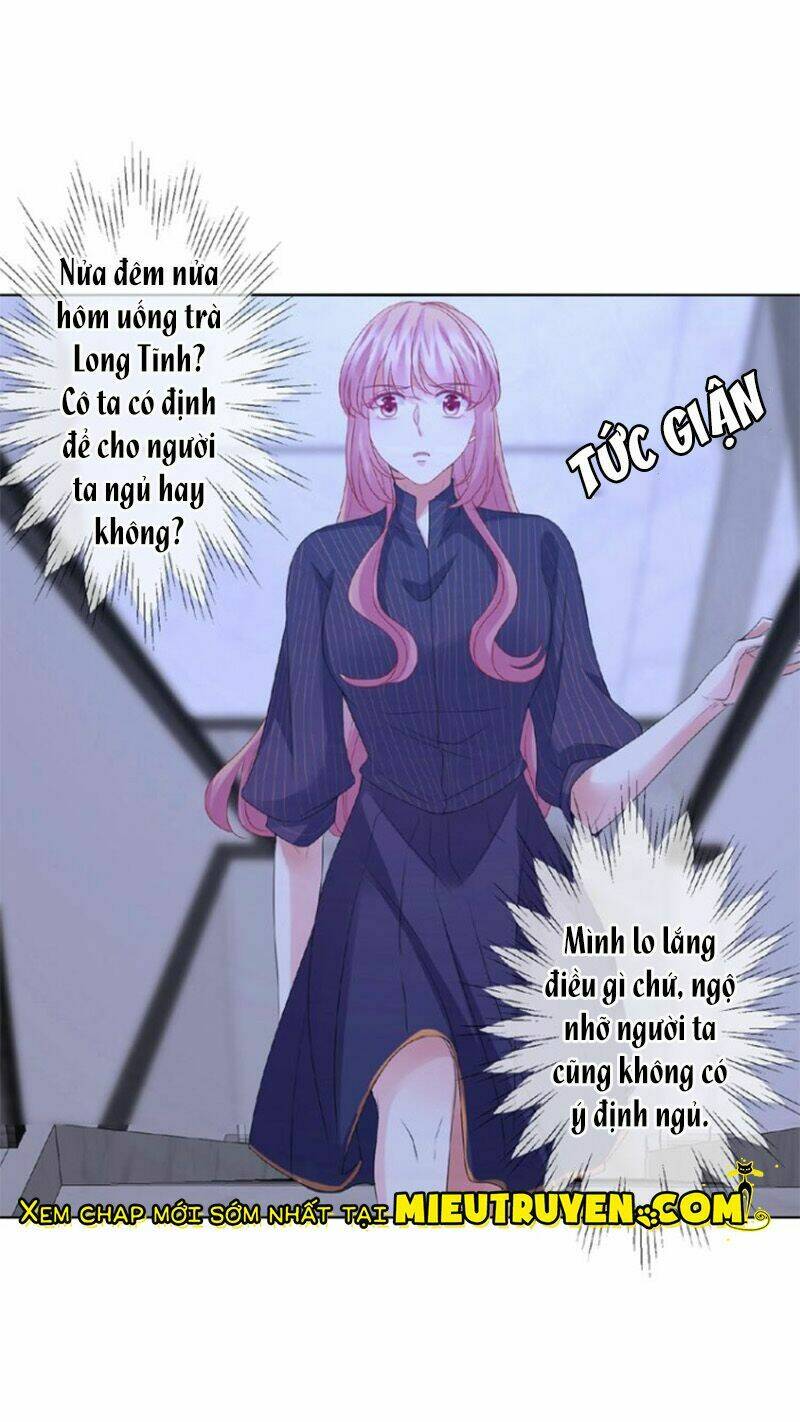 Nửa đêm nửa
hôm uống trà
Long Tĩnh?
Cô ta có định
để cho người
ta ngủ hay
không?
TỨC GIẬN
Mình lo lắng
điều gì chứ, ngộ
nhỡ người ta
cũng không có
ý định ngủ.
XEM CHAP MỚI SỚM NHẤT TẠI MIEUTRUYEN.COM